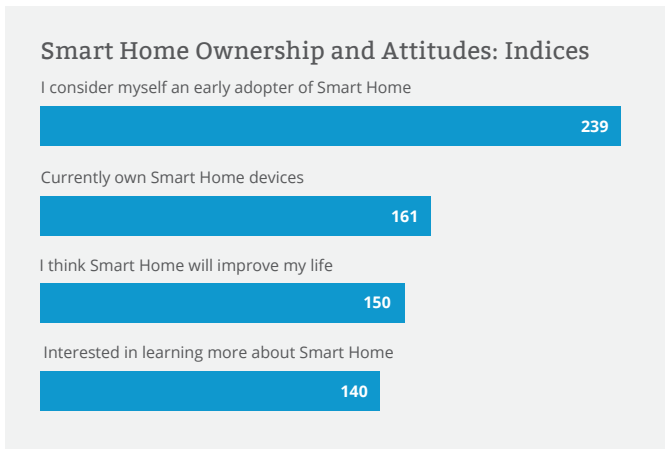 Smart Home Ownership and Attitudes: Indices
I consider myself an early adopter of Smart Home
239
Currently own Smart Home devices
161
I think Smart Home will improve my life
150
Interested in learning more about Smart Home
140